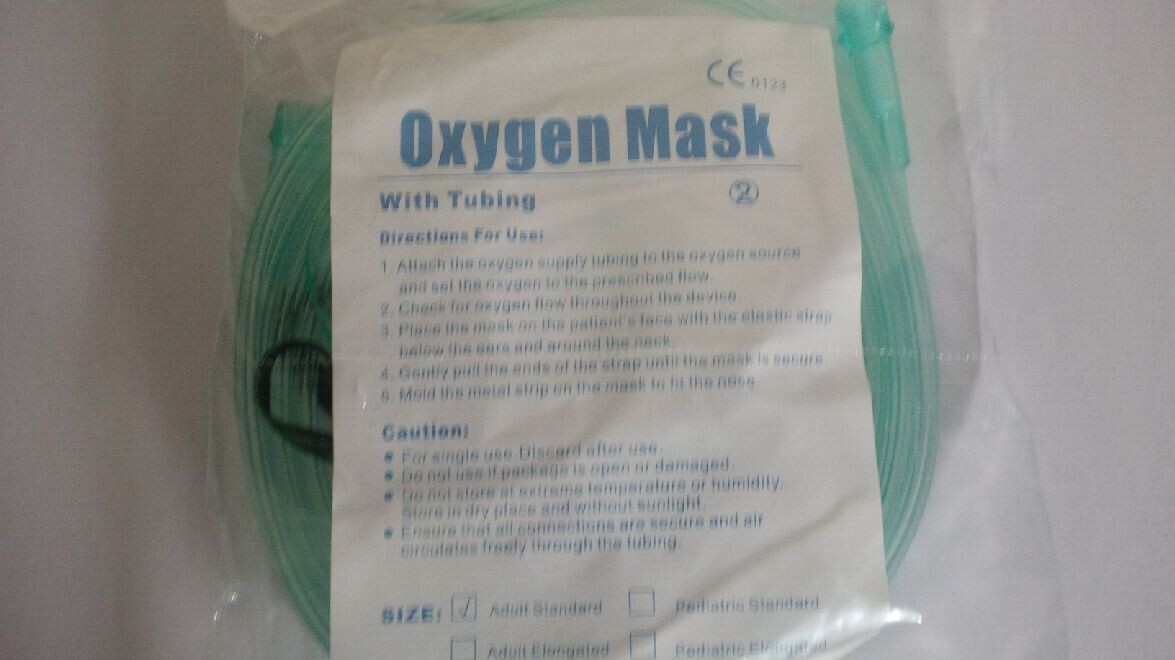 CE 0123
Oxygen Mask
With Tubing ②
Directions For Use:
1. Attach the oxygen supply tubing to the oxygen source
and set the oxygen to the prescribed flow.
2. Check for oxygen flow throughout the device.
3. Place the mask on the patient's face with the elastic strap
below the ears and around the neck.
4. Gently pull the ends of the strap until the mask is secure.
5. Mold the metal strip on the mask to fit the nose.
Caution:
● For single use.Discard after use.
● Do not use if package is open or damaged.
● Do not store at extreme temperature or humidity.
Store in dry place and without sunlight.
● Ensure that all connections are secure and air
circulates freely through the tubing.
SIZE: ☑ Adult Standard ☐ Pediatric Standard
☐ Adult Elongated ☐ Pediatric Elongated